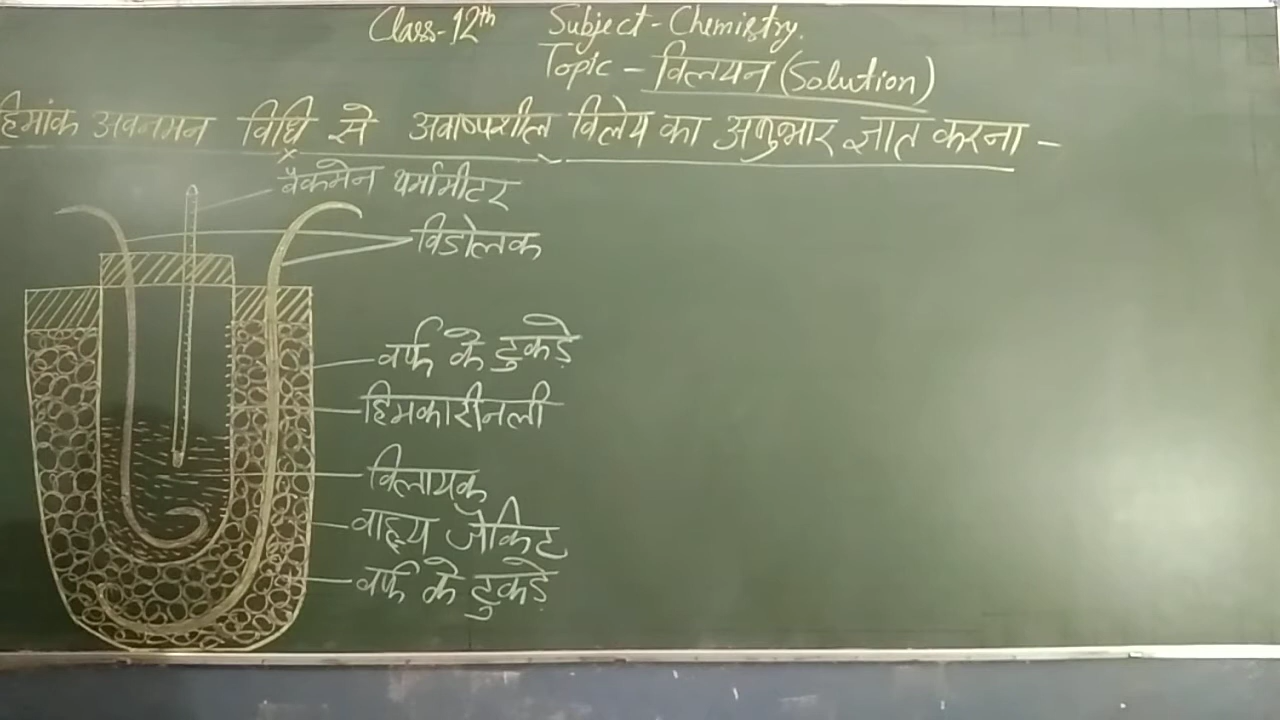 Class-12th Subject-Chemistry.
Topic - विलयन (Solution)
हिमांक अवनमन विधि से अवाष्पशील विलेय का अणुभार ज्ञात करना -
बैकमेन थर्मामीटर
विडोलक
वर्फ के टुकड़े
हिमकारीनली
विलायक
वाह्य जैकिट
वर्फ के टुकड़े